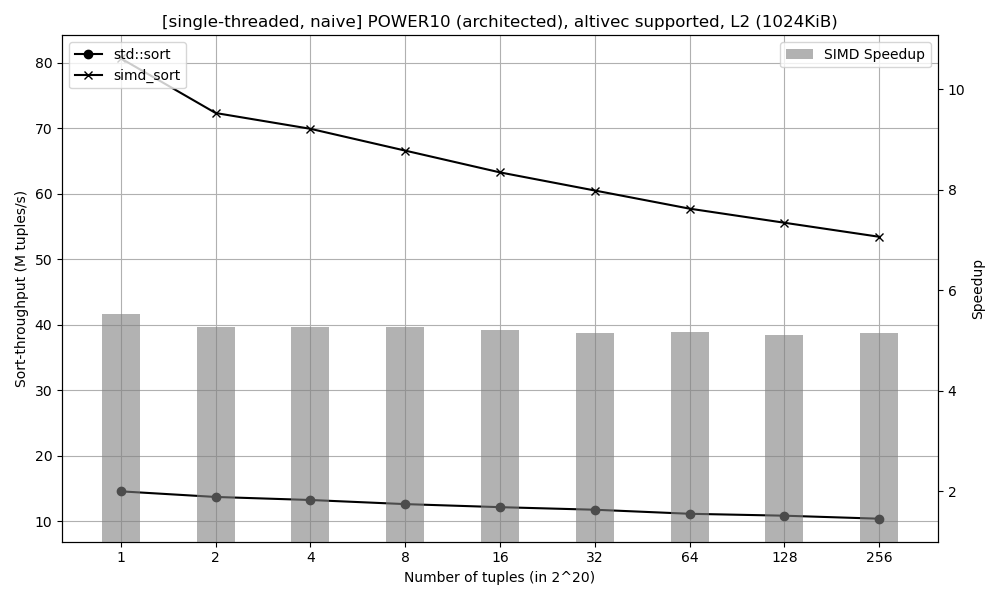 [single-threaded, naive] POWER10 (architected), altivec supported, L2 (1024KiB)
std::sort
simd_sort
SIMD Speedup
Sort-throughput (M tuples/s)
80
70
60
50
40
30
20
10
10
8
6
4
2
Speedup
1 2 4 8 16 32 64 128 256
Number of tuples (in 2^20)